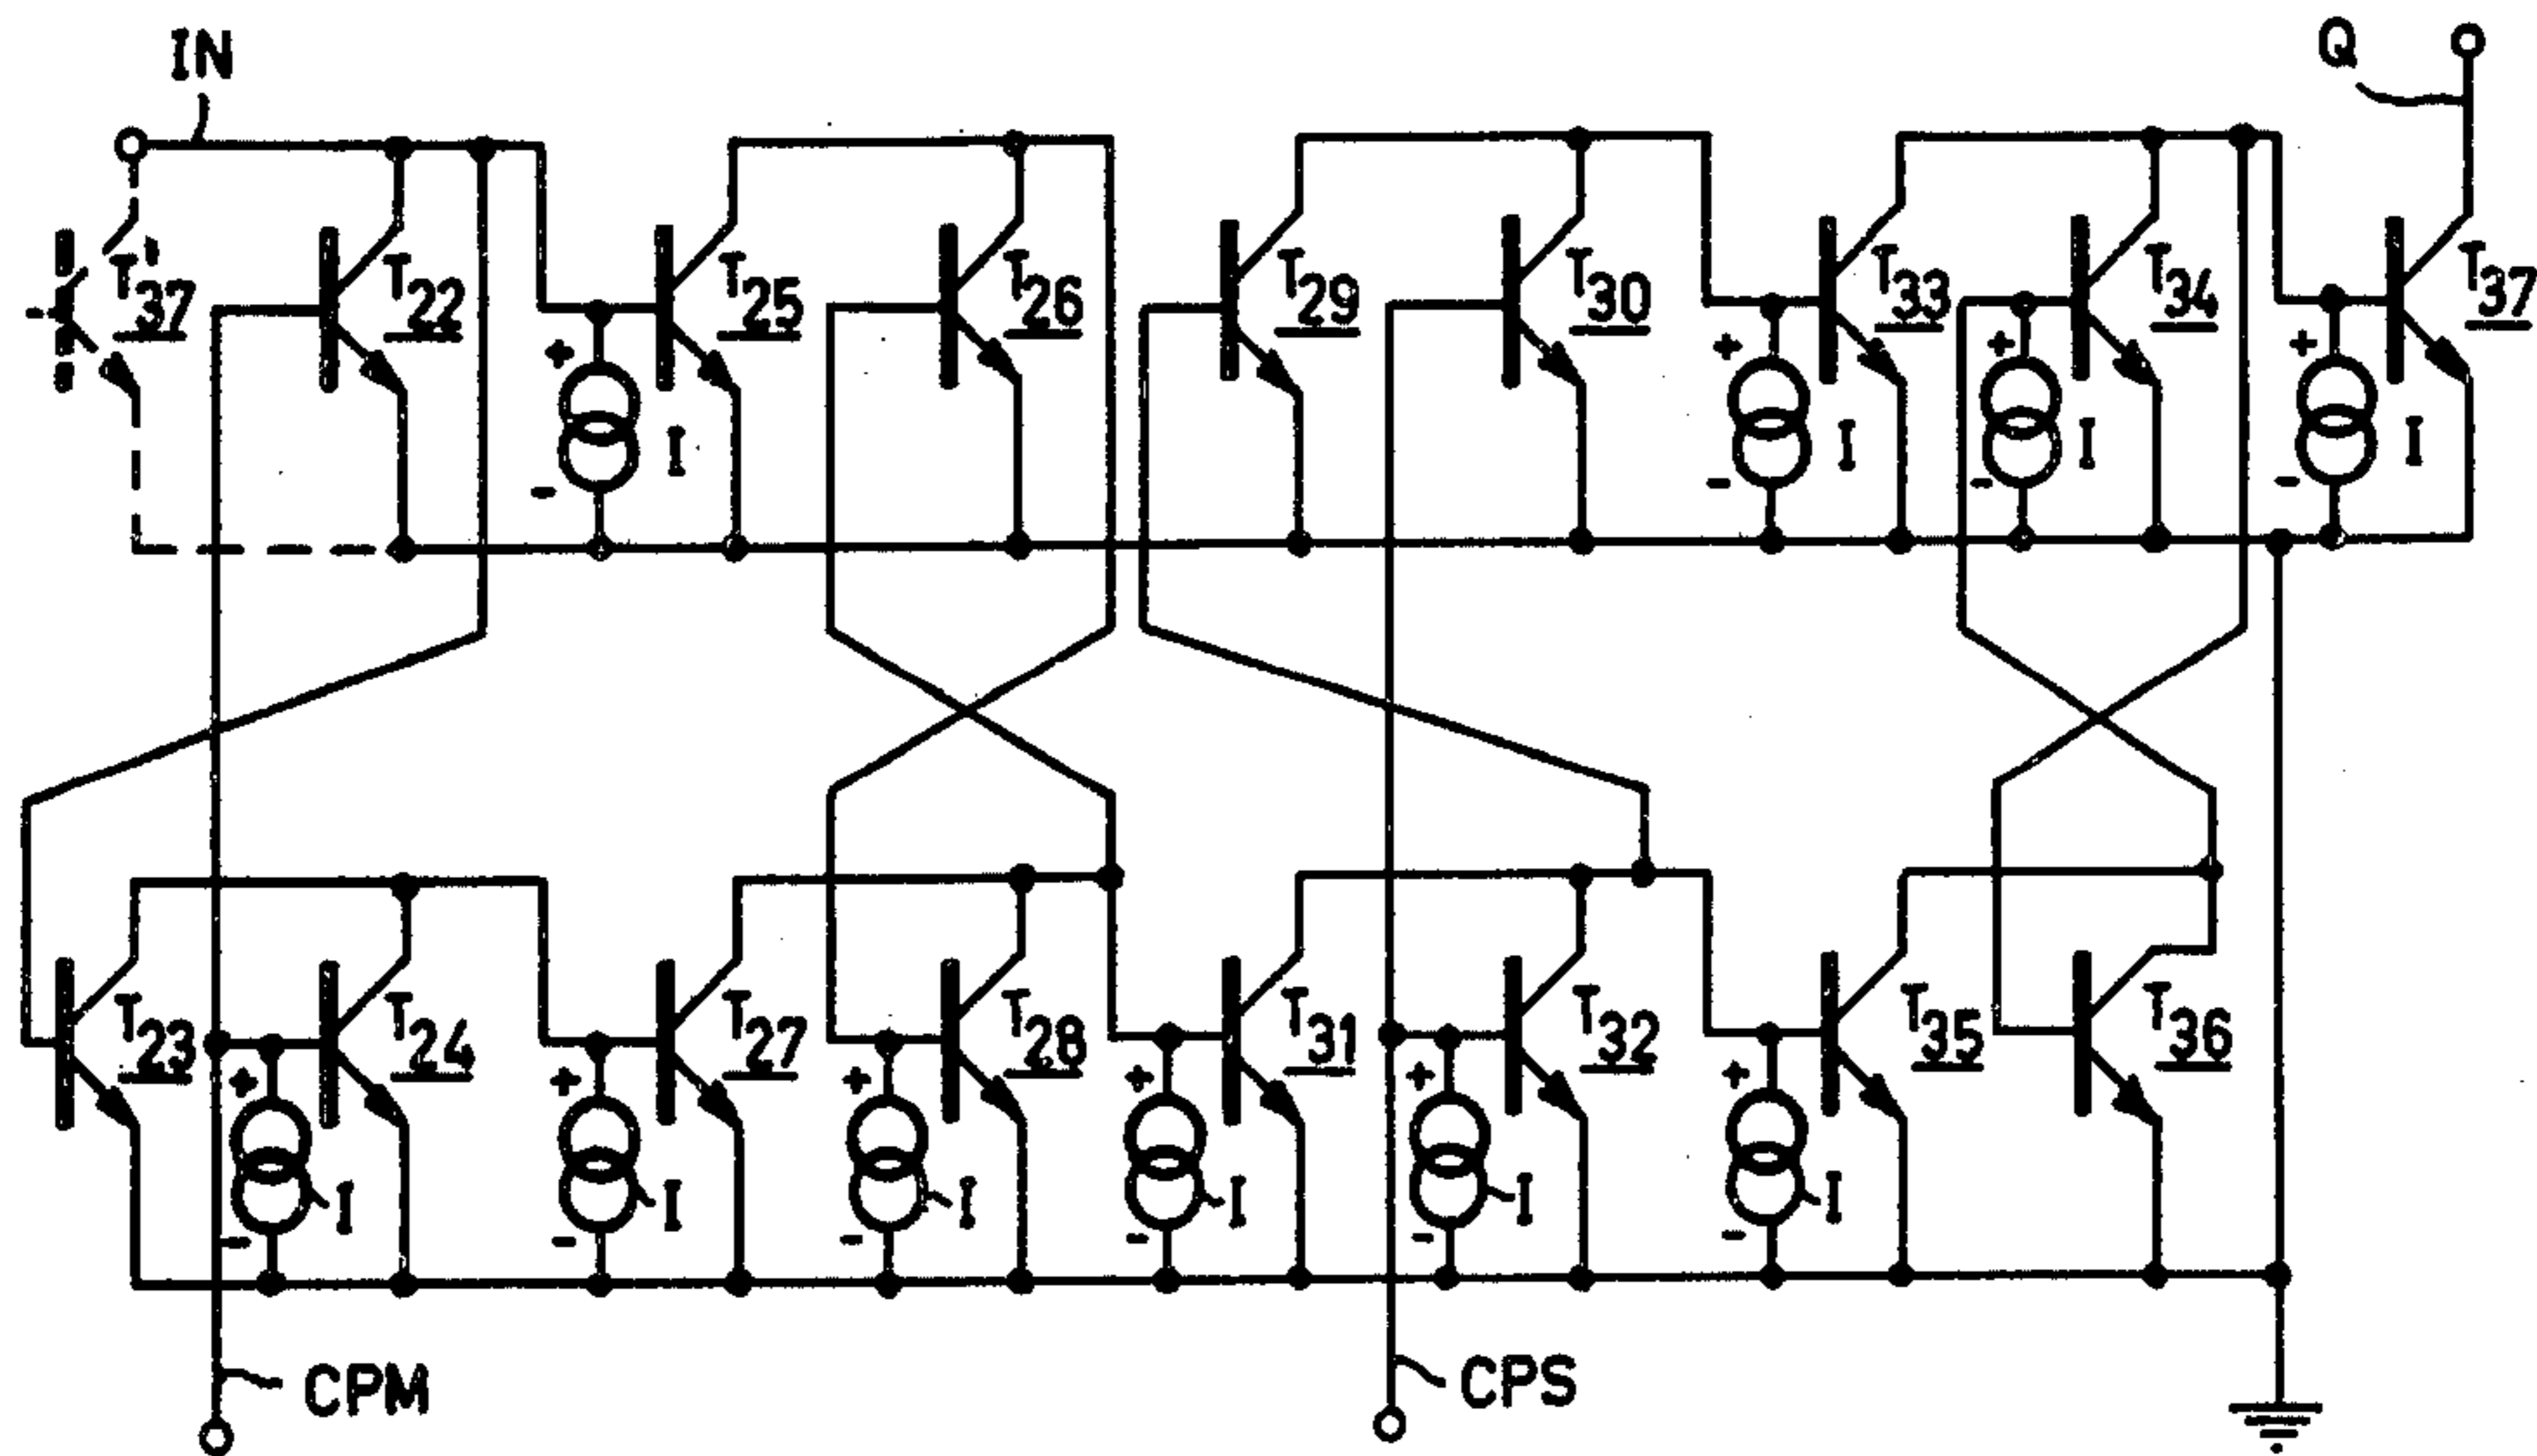 IN
Q
T'37
T22
T25
T26
T29
T30
T33
T34
T37
+
+
+
+
I
I
I
I
-
-
-
-
T23
T24
T27
T28
T31
T32
T35
T36
+
+
+
+
+
+
I
I
I
I
I
I
-
-
-
-
-
-
CPM
CPS